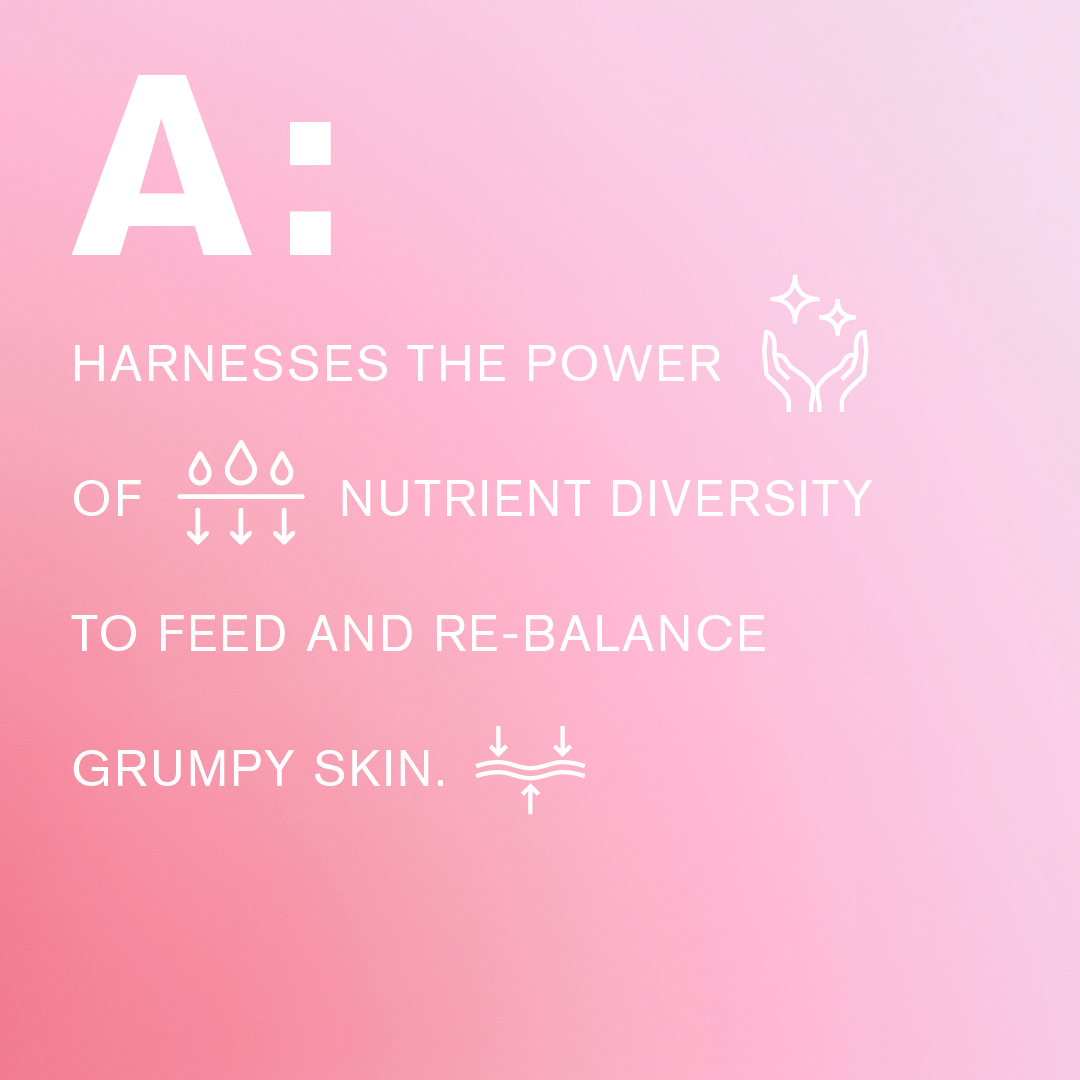 A:
HARNESSES THE POWER
OF NUTRIENT DIVERSITY
TO FEED AND RE-BALANCE
GRUMPY SKIN.